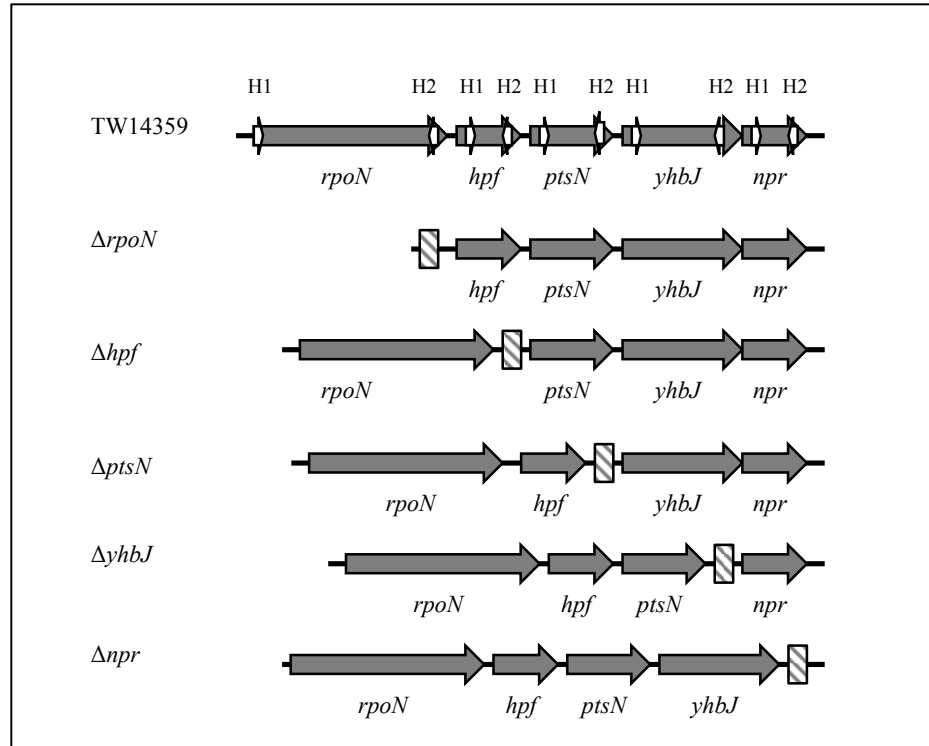 H1 H2 H1 H2 H1 H2 H1 H2 H1 H2
TW14359
rpoN hpf ptsN yhbJ npr
ΔrpoN
hpf ptsN yhbJ npr
Δhpf
rpoN ptsN yhbJ npr
ΔptsN
rpoN hpf yhbJ npr
ΔyhbJ
rpoN hpf ptsN npr
Δnpr
rpoN hpf ptsN yhbJ